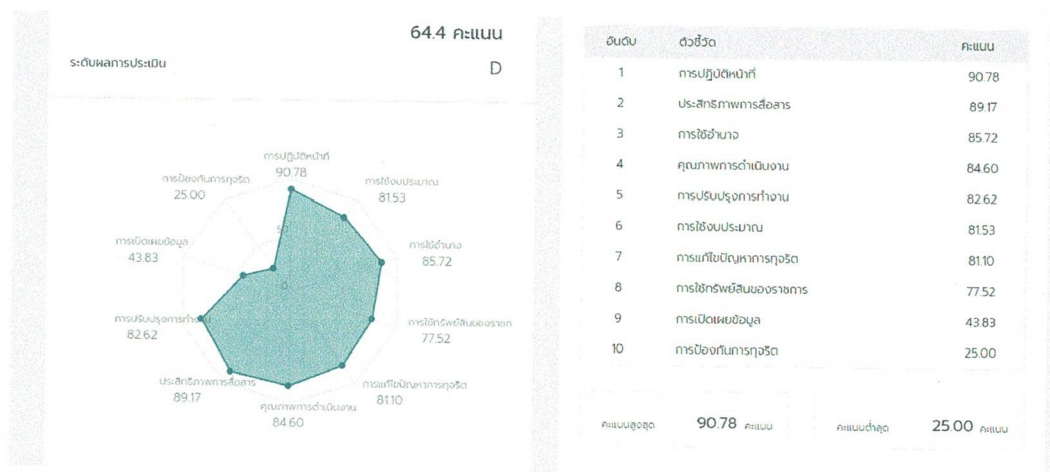 64.4 คะแนน
ระดับผลการประเมิน
D
การปฏิบัติหน้าที่
90.78
การป้องกันการทุจริต
25.00
การใช้งบประมาณ
81.53
50
การเปิดเผยข้อมูล
43.83
การใช้อำนาจ
85.72
0
การปรับปรุงการทำงาน
82.62
การใช้ทรัพย์สินของราชก
77.52
ประสิทธิภาพการสื่อสาร
89.17
การแก้ไขปัญหาการทุจริต
81.10
คุณภาพการดำเนินงาน
84.60
อันดับ ตัวชี้วัด คะแนน
1 การปฏิบัติหน้าที่ 90.78
2 ประสิทธิภาพการสื่อสาร 89.17
3 การใช้อำนาจ 85.72
4 คุณภาพการดำเนินงาน 84.60
5 การปรับปรุงการทำงาน 82.62
6 การใช้งบประมาณ 81.53
7 การแก้ไขปัญหาการทุจริต 81.10
8 การใช้ทรัพย์สินของราชการ 77.52
9 การเปิดเผยข้อมูล 43.83
10 การป้องกันการทุจริต 25.00
คะแนนสูงสุด 90.78 คะแนน
คะแนนต่ำสุด 25.00 คะแนน